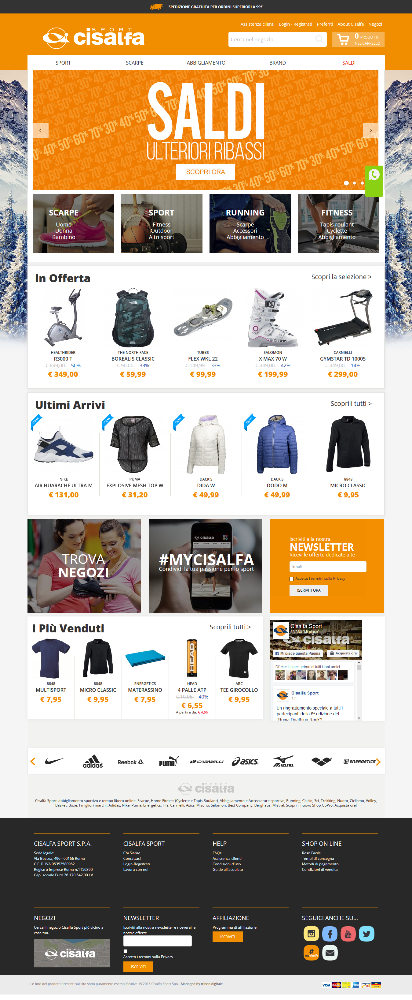 SPEDIZIONE GRATUITA PER ORDINI SUPERIORI A 99€
Assistenza clienti Login - Registrati Preferiti About Cisalfa Negozi
SPORT
cisalfa
Cerca nel negozio...
0 PRODOTTI
NEL CARRELLO
SPORT SCARPE ABBIGLIAMENTO BRAND SALDI
SALDI
ULTERIORI RIBASSI
SCOPRI ORA
SCARPE
Uomo
Donna
Bambino
SPORT
Fitness
Outdoor
Altri sport
RUNNING
Scarpe
Accessori
Abbigliamento
FITNESS
Tapis roulant
Cyclette
Abbigliamento
In Offerta
Scopri la selezione >
HEALTHRIDER
R3000 T
€ 699,00 50%
€ 349,00
THE NORTH FACE
BOREALIS CLASSIC
€ 90,00 33%
€ 59,99
TUBBS
FLEX WKL 22
€ 149,99 33%
€ 99,99
SALOMON
X MAX 70 W
€ 349,00 42%
€ 199,99
CARNIELLI
GYMSTAR TD 1000S
€ 349,00 14%
€ 299,00
Ultimi Arrivi
Scoprili tutti >
new
NIKE
AIR HUARACHE ULTRA M
€ 131,00
new
PUMA
EXPLOSIVE MESH TOP W
€ 31,20
new
DACK'S
DIDA W
€ 49,99
new
DACK'S
DODO M
€ 49,99
8848
MICRO CLASSIC
€ 9,95
TROVA
NEGOZI
cisalfa
#MYCISALFA
Condividi la tua passione per lo sport
Iscriviti alla nostra
NEWSLETTER
Ricevi le offerte dedicate a te
Email
Accetto i termini sulla Privacy
ISCRIVITI ORA
I Più Venduti
Scoprili tutti >
8848
MULTISPORT
€ 7,95
8848
MICRO CLASSIC
€ 9,95
ENERGETICS
MATERASSINO
€ 7,95
HEAD
4 PALLE ATP
€ 10,95 40%
€ 6,55
A partire da: € 4,99
ABC
TEE GIROCOLLO
€ 9,95
Cisalfa Sport
53.380 "Mi piace"
SPORT
cisalfa
Mi piace questa Pagina
Acquista ora
Di' che ti piace prima di tutti i tuoi amici
Cisalfa Sport
1 h
Un ringraziamento speciale a tutti i
partecipanti della 5ª edizione del
"Roma Duathlon Rank"!
adidas Reebok PUMA CARNIELLI asics MIZUNO ENERGETICS
SPORT
cisalfa
Cisalfa Sport: abbigliamento sportivo e tempo libero online. Scarpe, Home Fitness (Cyclette e Tapis Roulant), Abbigliamento e Attrezzature sportive, Running, Calcio, Sci, Trekking, Nuoto, Ciclismo, Volley,
Basket, Boxe. I migliori marchi: Adidas, Nike, Puma, Energetics, Fila, Carnielli, Asics, Mizuno, Salomon, Best Company, Berghaus, Mistral. Scopri il nuovo Shop GoPro. Acquista ora!
CISALFA SPORT S.P.A.
Sede legale:
Via Boccea, 496 - 00166 Roma
C.F. P. IVA 05352580962
Registro Imprese Roma n.1156390
Cap. sociale Euro 26.170.642,00 I.V.
CISALFA SPORT
Chi Siamo
Contattaci
Login-Registrati
Lavora con noi
HELP
FAQs
Assistenza clienti
Condizioni d'uso
Guide all'acquisto
SHOP ON LINE
Reso Facile
Tempi di consegna
Metodi di pagamento
Condizioni di vendita
NEGOZI
Cerca il negozio Cisalfa Sport più vicino a
casa tua.
SPORT
cisalfa
NEWSLETTER
Iscriviti alla nostra newsletter e riceverai le
nostre offerte
Accetto i termini sulla Privacy
ISCRIVITI
AFFILIAZIONE
Programma di affiliazione
ISCRIVITI
SEGUICI ANCHE SU...
You
Tube
#
mycisalfa
Le foto dei prodotti presenti sul sito sono puramente esemplificative. © 2016 Cisalfa Sport SpA - Managed by triboo digitale
VISA MasterCard PayPal